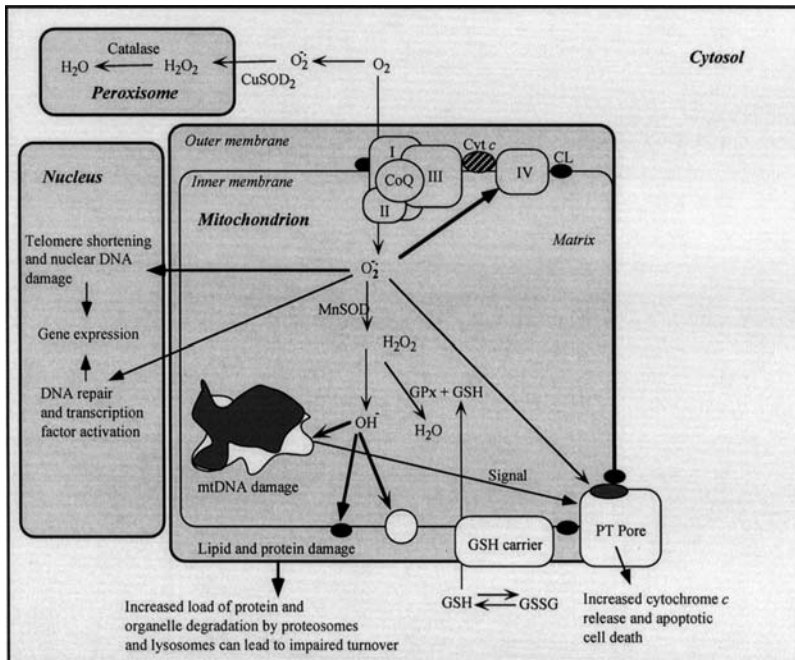 Catalase
H₂O
H₂O₂
CuSOD₂
O₂⨪
O₂
Peroxisome
Cytosol
Outer membrane
Inner membrane
I
III
CoQ
II
Cyt c
IV
CL
Nucleus
Mitochondrion
Matrix
Telomere shortening
and nuclear DNA
damage
Gene expression
DNA repair
and transcription
factor activation
O₂⨪
MnSOD
H₂O₂
GPx + GSH
H₂O
OH⨪
mtDNA damage
Signal
PT Pore
GSH carrier
Lipid and protein damage
GSH
GSSG
Increased load of protein and
organelle degradation by proteosomes
and lysosomes can lead to impaired turnover
Increased cytochrome c
release and apoptotic
cell death